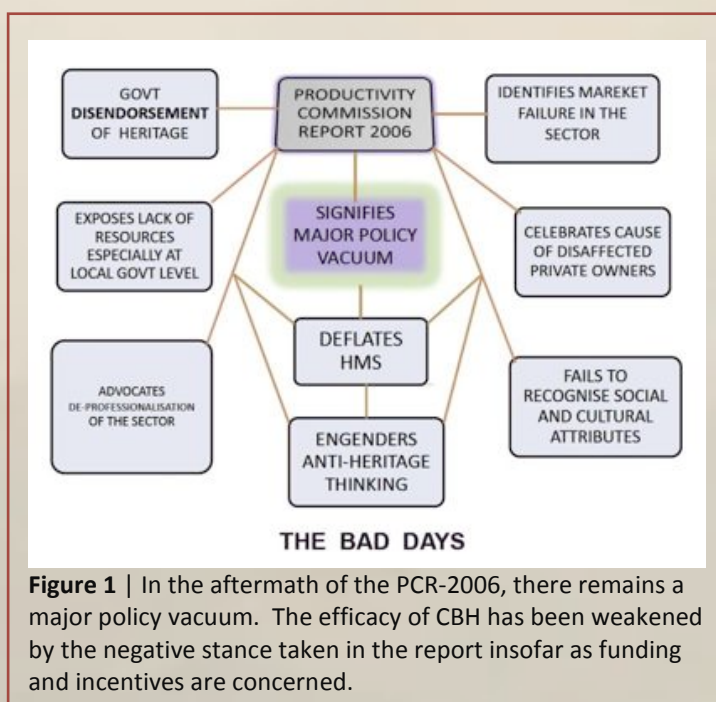 GOVT
DISENDORSEMENT
OF HERITAGE
PRODUCTIVITY
COMMISSION
REPORT 2006
IDENTIFIES MAREKET
FAILURE IN THE
SECTOR
EXPOSES LACK OF
RESOURCES
ESPECIALLY AT
LOCAL GOVT LEVEL
SIGNIFIES
MAJOR POLICY
VACUUM
CELEBRATES CAUSE
OF DISAFFECTED
PRIVATE OWNERS
DEFLATES
HMS
ADVOCATES
DE-PROFESSIONALISATION
OF THE SECTOR
ENGENDERS
ANTI-HERITAGE
THINKING
FAILS TO
RECOGNISE SOCIAL
AND CULTURAL
ATTRIBUTES
THE BAD DAYS
Figure 1 | In the aftermath of the PCR-2006, there remains a
major policy vacuum. The efficacy of CBH has been weakened
by the negative stance taken in the report insofar as funding
and incentives are concerned.